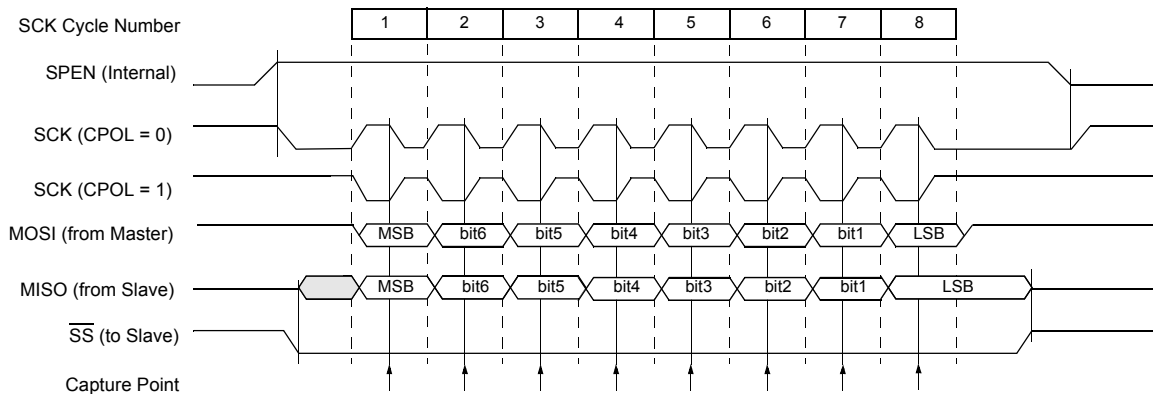 SCK Cycle Number 1 2 3 4 5 6 7 8
SPEN (Internal)
SCK (CPOL = 0)
SCK (CPOL = 1)
MOSI (from Master) MSB bit6 bit5 bit4 bit3 bit2 bit1 LSB
MISO (from Slave) MSB bit6 bit5 bit4 bit3 bit2 bit1 LSB
SS (to Slave)
Capture Point